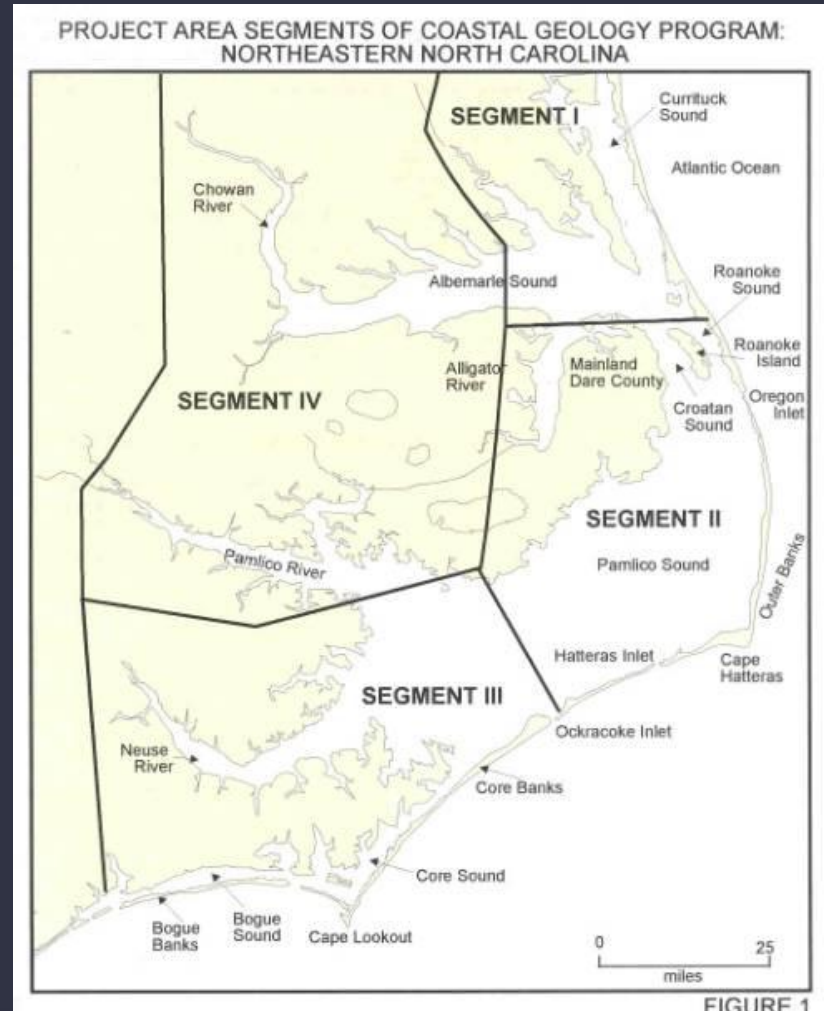 PROJECT AREA SEGMENTS OF COASTAL GEOLOGY PROGRAM:
NORTHEASTERN NORTH CAROLINA
SEGMENT I
Currituck
Sound
Atlantic Ocean
Chowan
River
Albemarle Sound
Roanoke
Sound
Roanoke
Island
Alligator
River
Mainland
Dare County
Oregon
Inlet
Croatan
Sound
SEGMENT IV
SEGMENT II
Pamlico River
Pamlico Sound
Outer Banks
Hatteras Inlet
Cape
Hatteras
SEGMENT III
Ockracoke Inlet
Neuse
River
Core Banks
Core Sound
Bogue
Banks
Bogue
Sound
Cape Lookout
0 25
miles
FIGURE 1